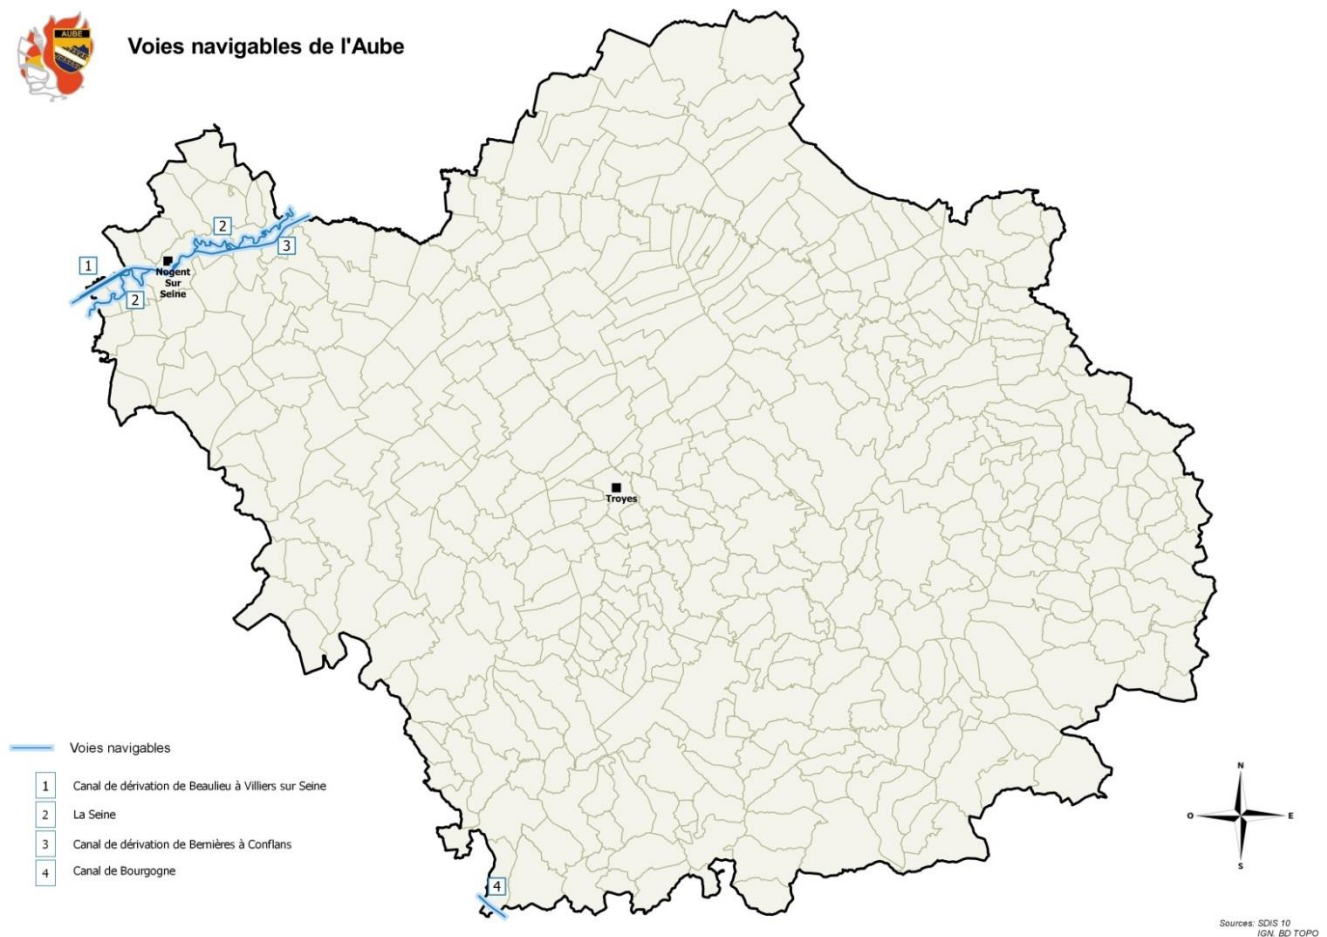 AUBE
Voies navigables de l'Aube
2
3
1
Nogent
Sur
Seine
2
Troyes
4
Voies navigables
1 Canal de dérivation de Beaulieu à Villiers sur Seine
2 La Seine
3 Canal de dérivation de Bernières à Conflans
4 Canal de Bourgogne
N
O E
S
Sources: SDIS 10
IGN. BD TOPO